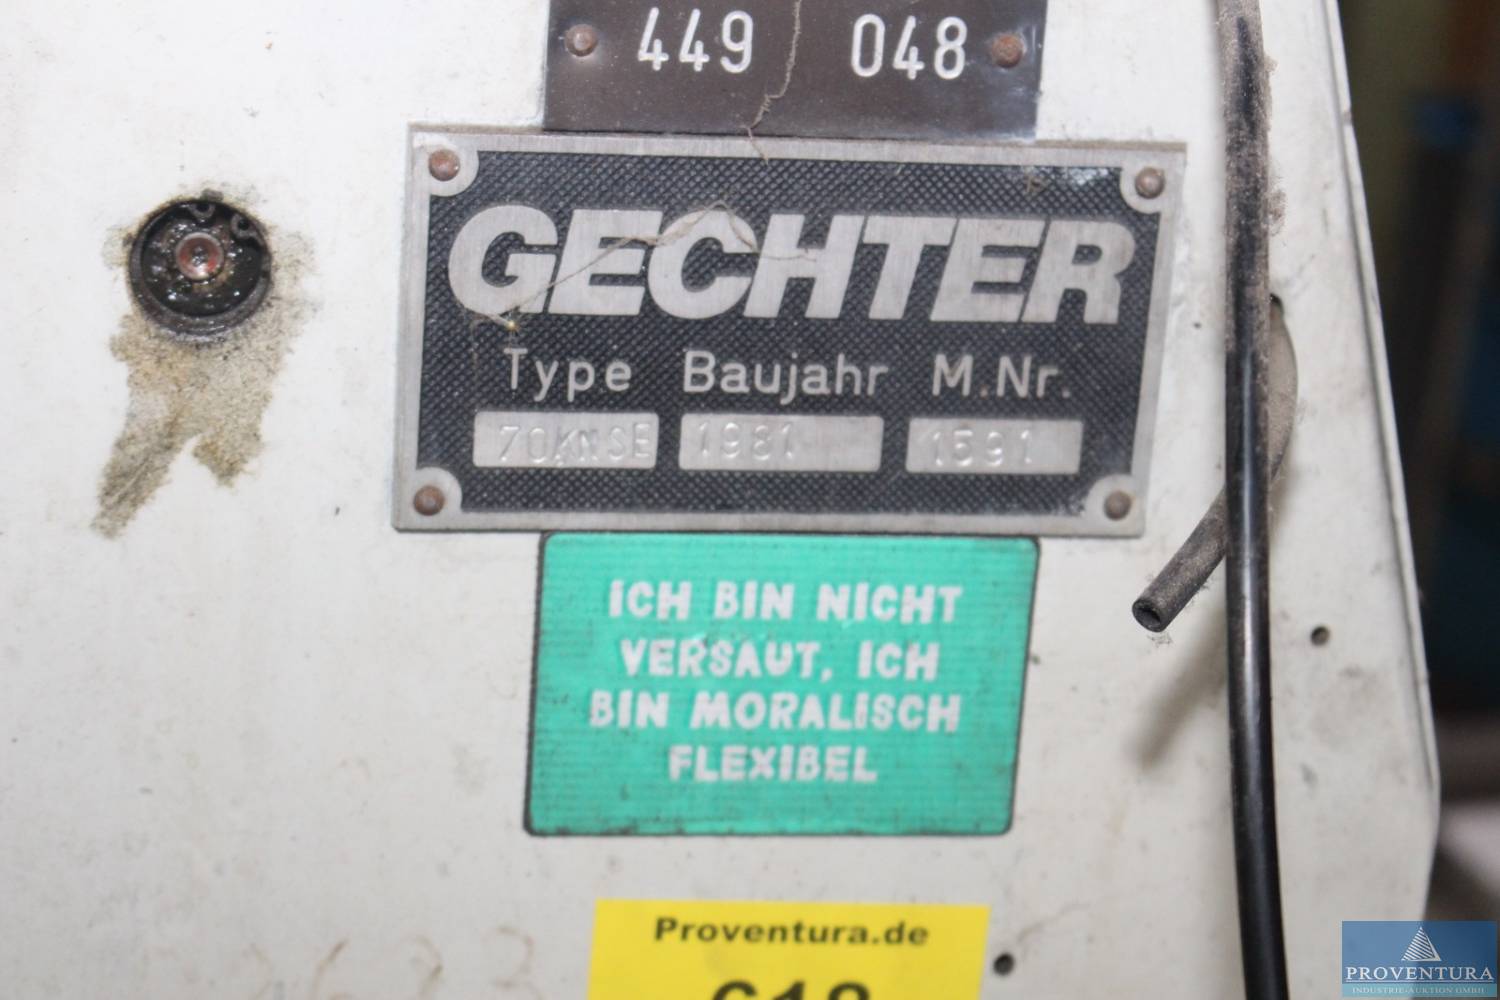 449 048
GECHTER
Type Baujahr M.Nr.
70KNSE 1981 1591
ICH BIN NICHT
VERSAUT, ICH
BIN MORALISCH
FLEXIBEL
Proventura.de
618
PROVENTURA
INDUSTRIE-AUKTION GMBH